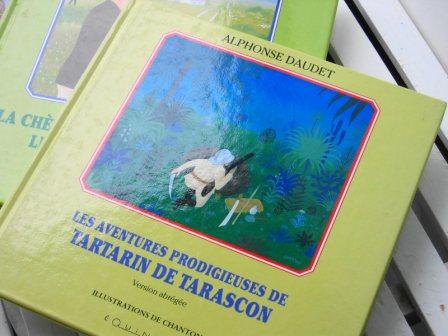 ALPHONSE DAUDET
LES AVENTURES PRODIGIEUSES DE
TARTARIN DE TARASCON
Version abrégée
ILLUSTRATIONS DE CHANTON
LA CHÈ